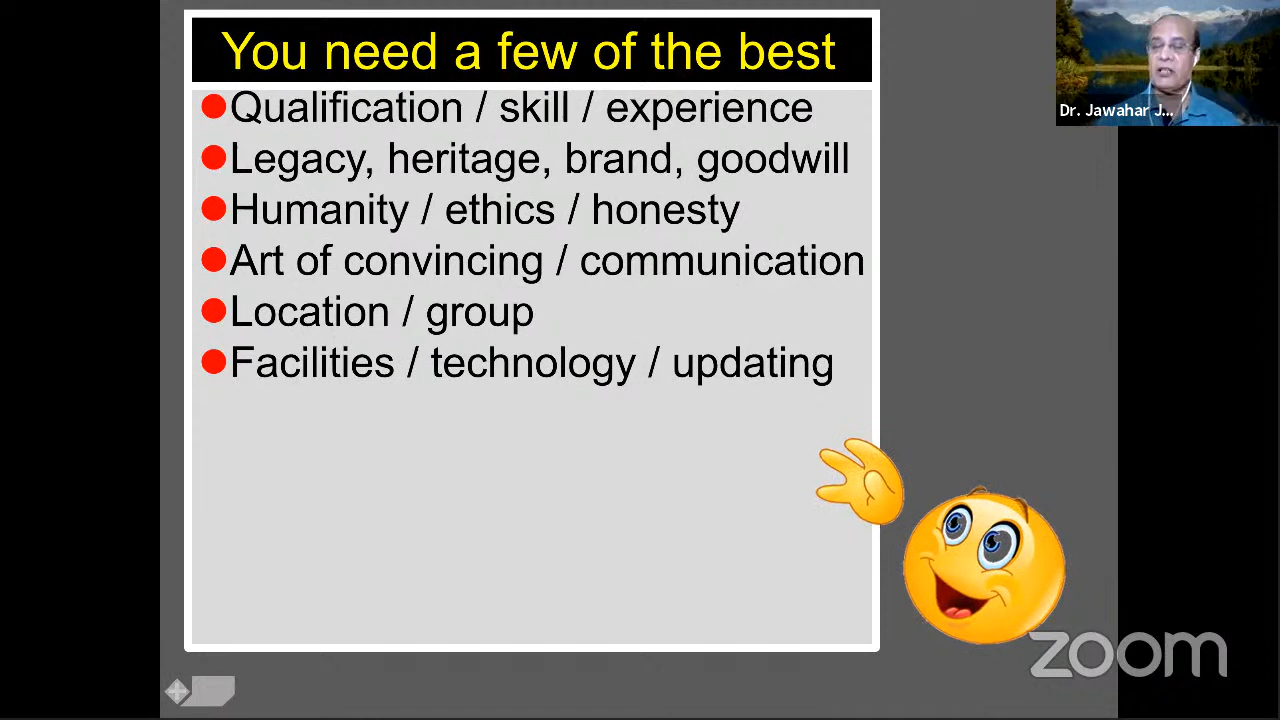 You need a few of the best
Qualification / skill / experience
Legacy, heritage, brand, goodwill
Humanity / ethics / honesty
Art of convincing / communication
Location / group
Facilities / technology / updating
Dr. Jawahar J...
zoom